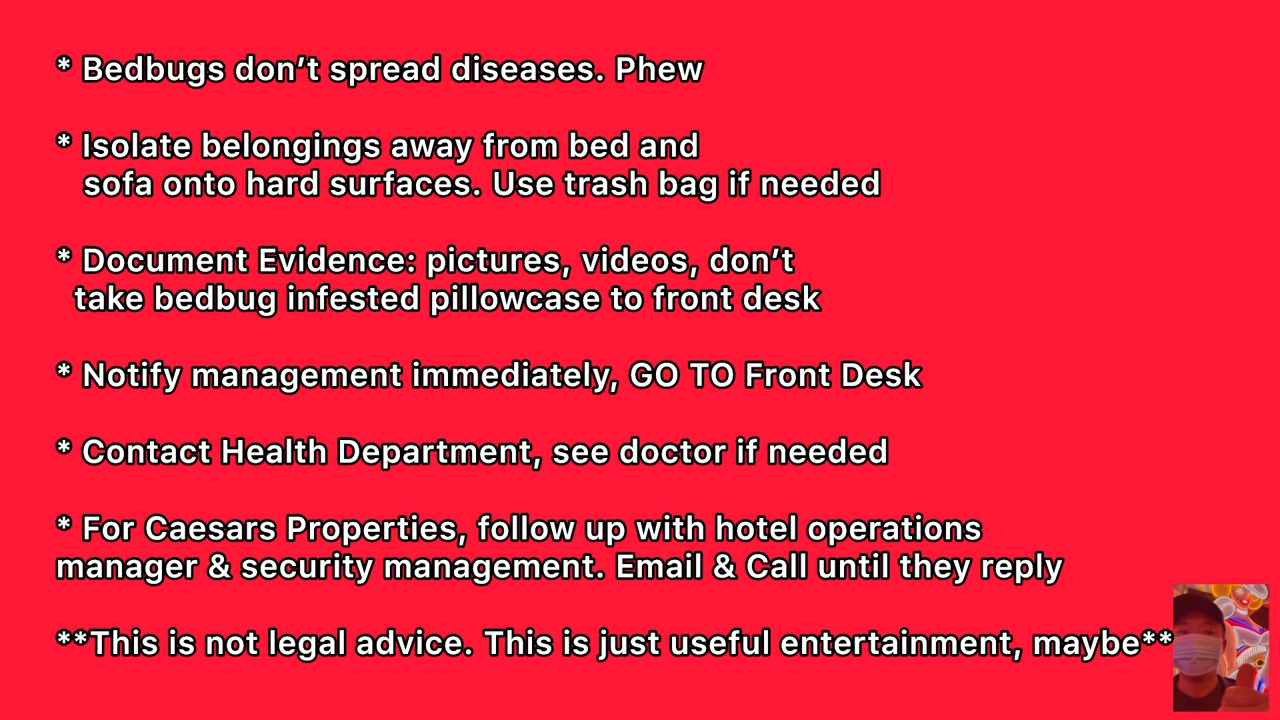 * Bedbugs don’t spread diseases. Phew
* Isolate belongings away from bed and
sofa onto hard surfaces. Use trash bag if needed
* Document Evidence: pictures, videos, don’t
take bedbug infested pillowcase to front desk
* Notify management immediately, GO TO Front Desk
* Contact Health Department, see doctor if needed
* For Caesars Properties, follow up with hotel operations
manager & security management. Email & Call until they reply
**This is not legal advice. This is just useful entertainment, maybe**